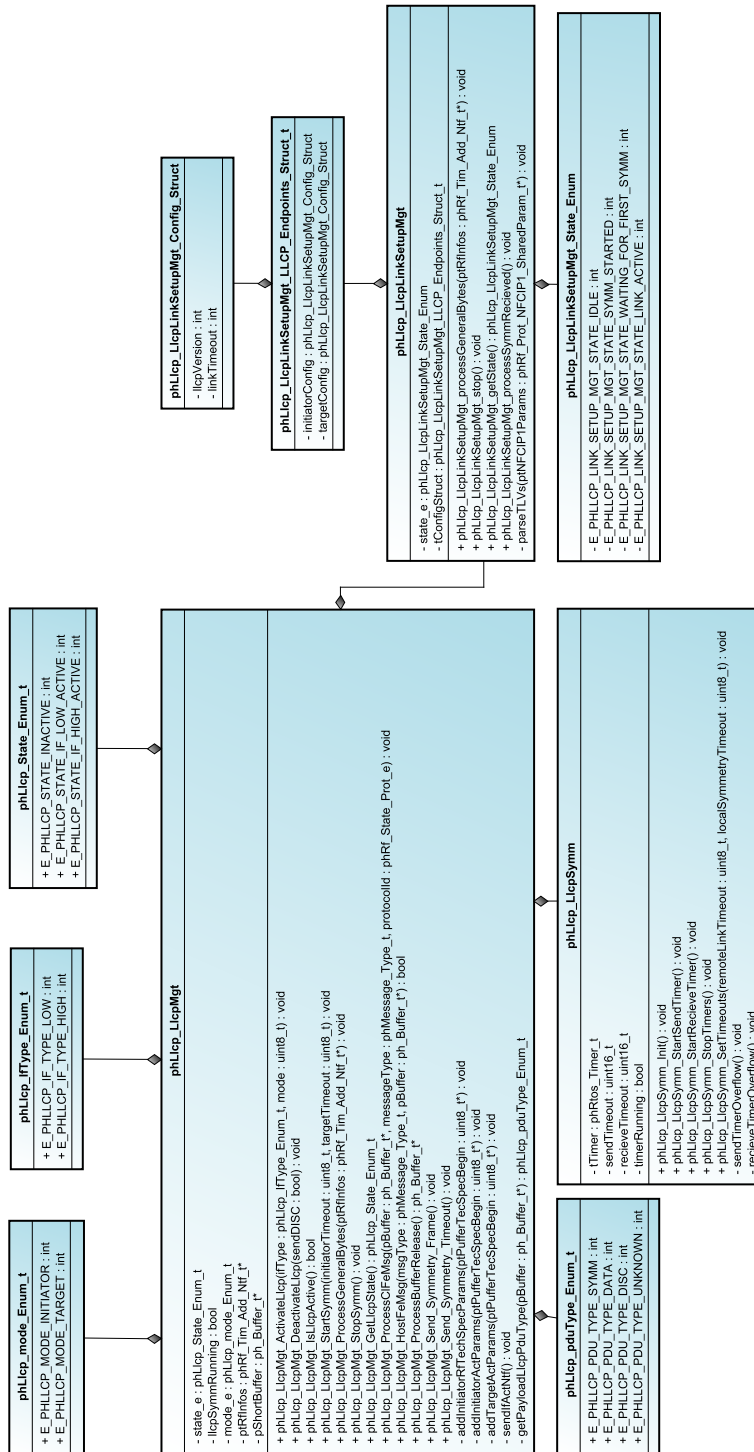 phLlcp_mode_Enum_t
+ E_PHLLCP_MODE_INITIATOR : int
+ E_PHLLCP_MODE_TARGET : int
phLlcp_IfType_Enum_t
+ E_PHLLCP_IF_TYPE_LOW : int
+ E_PHLLCP_IF_TYPE_HIGH : int
phLlcp_State_Enum_t
+ E_PHLLCP_STATE_INACTIVE : int
+ E_PHLLCP_STATE_IF_LOW_ACTIVE : int
+ E_PHLLCP_STATE_IF_HIGH_ACTIVE : int
phLlcp_LlcpLinkSetupMgt_Config_Struct
- llcpVersion : int
- linkTimeout : int
phLlcp_LlcpLinkSetupMgt_LLCP_Endpoints_Struct_t
- initiatorConfig : phLlcp_LlcpLinkSetupMgt_Config_Struct
- targetConfig : phLlcp_LlcpLinkSetupMgt_Config_Struct
phLlcp_LlcpMgt
- state_e : phLlcp_State_Enum_t
- llcpSymmRunning : bool
- mode_e : phLlcp_mode_Enum_t
- ptRfInfos : phRf_Tim_Add_Ntf_t*
- pShortBuffer : ph_Buffer_t*
+ phLlcp_LlcpMgt_ActivateLlcp(ifType : phLlcp_IfType_Enum_t, mode : uint8_t) : void
+ phLlcp_LlcpMgt_DeactivateLlcp(sendDISC : bool) : void
+ phLlcp_LlcpMgt_IsLlcpActive() : bool
+ phLlcp_LlcpMgt_StartSymm(initiatorTimeout : uint8_t, targetTimeout : uint8_t) : void
+ phLlcp_LlcpMgt_ProcessGeneralBytes(ptRfInfos : phRf_Tim_Add_Ntf_t*) : void
+ phLlcp_LlcpMgt_StopSymm() : void
+ phLlcp_LlcpMgt_GetLlcpState() : phLlcp_State_Enum_t
+ phLlcp_LlcpMgt_ProcessClFeMsg(pBuffer : ph_Buffer_t*, messageType : phMessage_Type_t, protocolId : phRf_State_Prot_e) : void
+ phLlcp_LlcpMgt_HostFeMsg(msgType : phMessage_Type_t, pBuffer : ph_Buffer_t*) : bool
+ phLlcp_LlcpMgt_ProcessBufferRelease() : ph_Buffer_t*
+ phLlcp_LlcpMgt_Send_Symmetry_Frame() : void
+ phLlcp_LlcpMgt_Send_Symmetry_Timeout() : void
- addInitiatorRfTechSpecParams(ptPufferTecSpecBegin : uint8_t*) : void
- addInitiatorActParams(ptPufferTecSpecBegin : uint8_t*) : void
- addTargetActParams(ptPufferTecSpecBegin : uint8_t*) : void
- sendIfActNtf() : void
- getPayloadLlcpPduType(pBuffer : ph_Buffer_t*) : phLlcp_pduType_Enum_t
phLlcp_LlcpLinkSetupMgt
- state_e : phLlcp_LlcpLinkSetupMgt_State_Enum
- tConfigStruct : phLlcp_LlcpLinkSetupMgt_LLCP_Endpoints_Struct_t
+ phLlcp_LlcpLinkSetupMgt_processGeneralBytes(ptRfInfos : phRf_Tim_Add_Ntf_t*) : void
+ phLlcp_LlcpLinkSetupMgt_stop() : void
+ phLlcp_LlcpLinkSetupMgt_getState() : phLlcp_LlcpLinkSetupMgt_State_Enum
+ phLlcp_LlcpLinkSetupMgt_processSymmRecieved() : void
- parseTLVs(ptNFCIP1Params : phRf_Prot_NFCIP1_SharedParam_t*) : void
phLlcp_pduType_Enum_t
+ E_PHLLCP_PDU_TYPE_SYMM : int
+ E_PHLLCP_PDU_TYPE_DATA : int
+ E_PHLLCP_PDU_TYPE_DISC : int
+ E_PHLLCP_PDU_TYPE_UNKNOWN : int
phLlcp_LlcpSymm
- tTimer : phRtos_Timer_t
- sendTimeout : uint16_t
- recieveTimeout : uint16_t
- timerRunning : bool
+ phLlcp_LlcpSymm_Init() : void
+ phLlcp_LlcpSymm_StartSendTimer() : void
+ phLlcp_LlcpSymm_StartRecieveTimer() : void
+ phLlcp_LlcpSymm_StopTimers() : void
+ phLlcp_LlcpSymm_SetTimeouts(remoteLinkTimeout : uint8_t, localSymmetryTimeout : uint8_t) : void
- sendTimerOverflow() : void
- recieveTimerOverflow() : void
phLlcp_LlcpLinkSetupMgt_State_Enum
- E_PHLLCP_LINK_SETUP_MGT_STATE_IDLE : int
- E_PHLLCP_LINK_SETUP_MGT_STATE_SYMM_STARTED : int
- E_PHLLCP_LINK_SETUP_MGT_STATE_WAITING_FOR_FIRST_SYMM : int
- E_PHLLCP_LINK_SETUP_MGT_STATE_LINK_ACTIVE : int